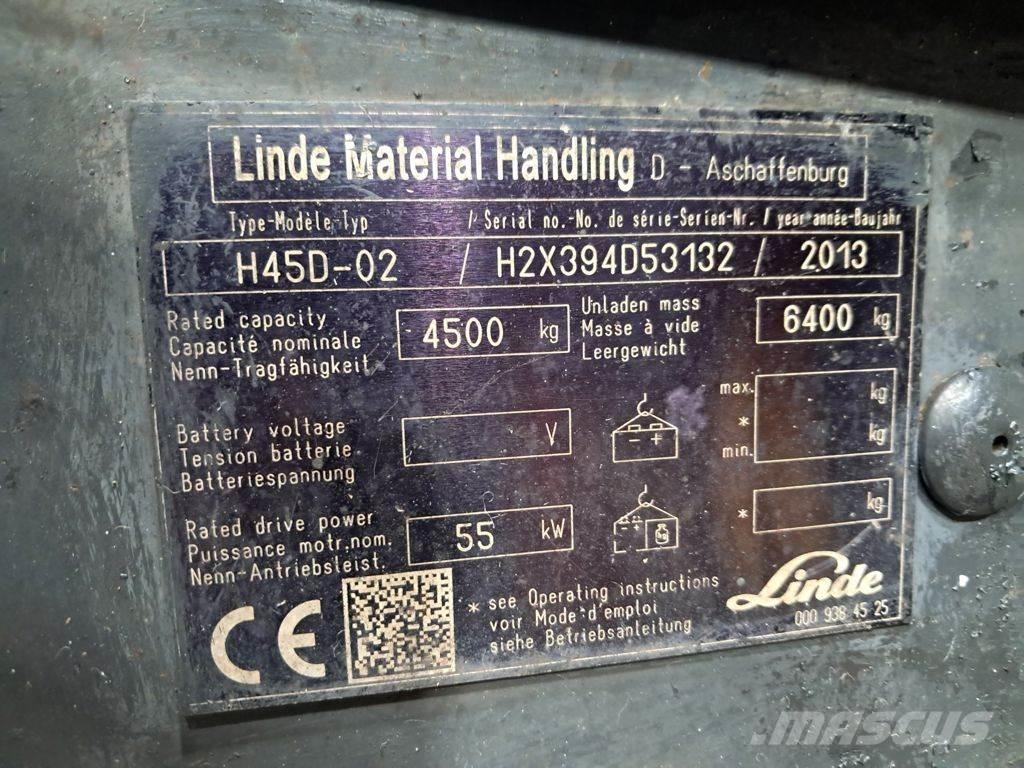 Linde Material Handling D - Aschaffenburg
Type-Modèle-Typ / Serial no.-No. de série-Serien-Nr. / year année-Baujahr
H45D-02 / H2X394D53132 / 2013
Rated capacity
Capacité nominale
Nenn-Tragfähigkeit
4500 kg
Unladen mass
Masse à vide
Leergewicht
6400 kg
Battery voltage
Tension batterie
Batteriespannung
V
- +
max. kg
* kg
min.
Rated drive power
Puissance motr.nom.
Nenn-Antriebsleist.
55 kW
- +
kg
* kg
CE
* see Operating instructions
voir Mode d'emploi
siehe Betriebsanleitung
Linde
000 938 45 25
MASCUS